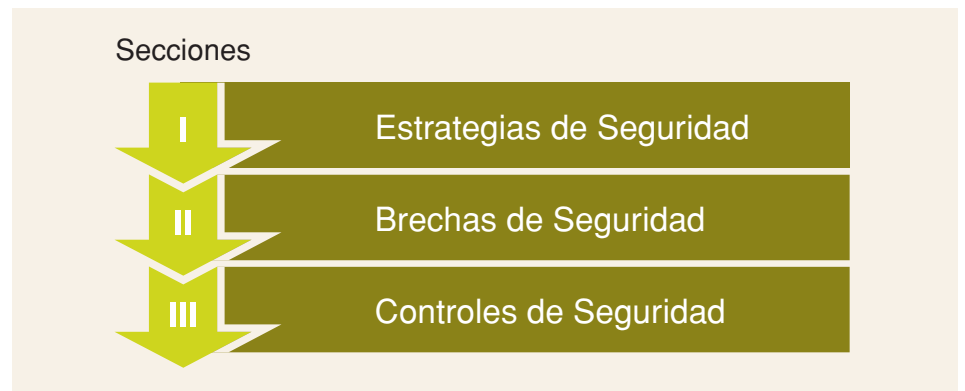 Secciones
I Estrategias de Seguridad
II Brechas de Seguridad
III Controles de Seguridad